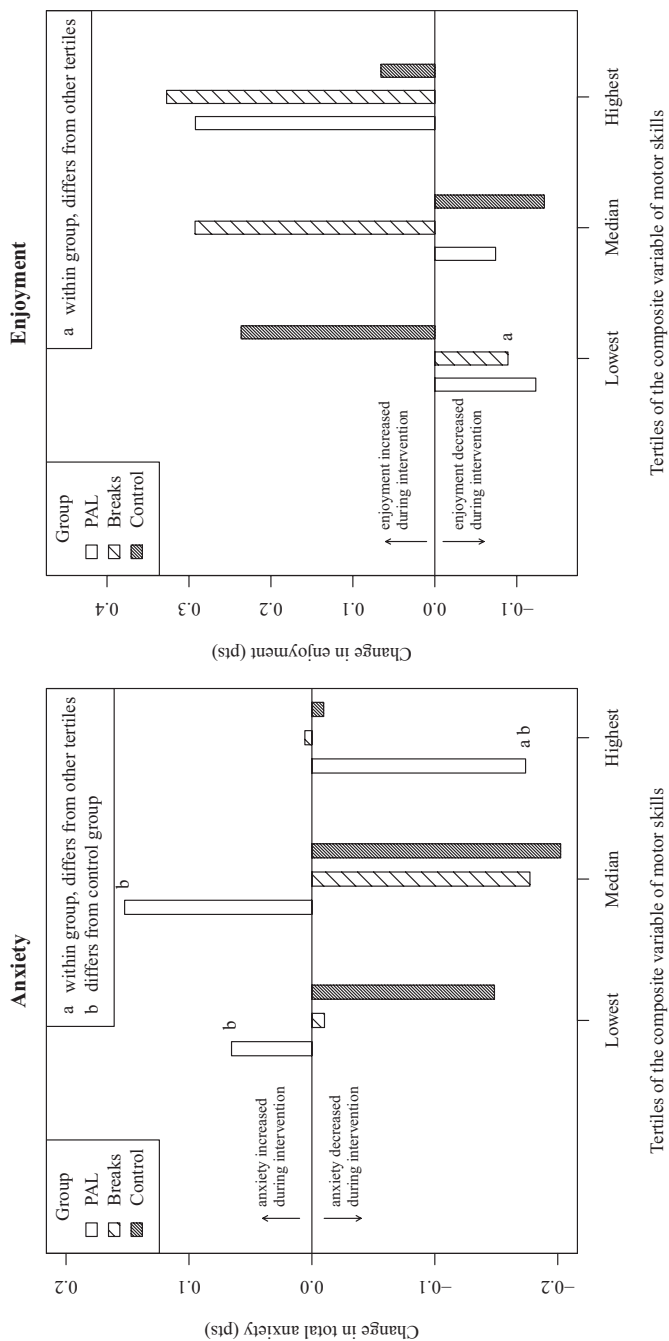 Anxiety
Change in total anxiety (pts)
0.2
0.1
0.0
−0.1
−0.2
Group
PAL
Breaks
Control
a within group, differs from other tertiles
b differs from control group
anxiety increased
during intervention
anxiety decreased
during intervention
b
b
a b
Lowest
Median
Highest
Tertiles of the composite variable of motor skills
Enjoyment
Change in enjoyment (pts)
0.4
0.3
0.2
0.1
0.0
−0.1
Group
PAL
Breaks
Control
a within group, differs from other tertiles
enjoyment increased
during intervention
enjoyment decreased
during intervention
a
Lowest
Median
Highest
Tertiles of the composite variable of motor skills